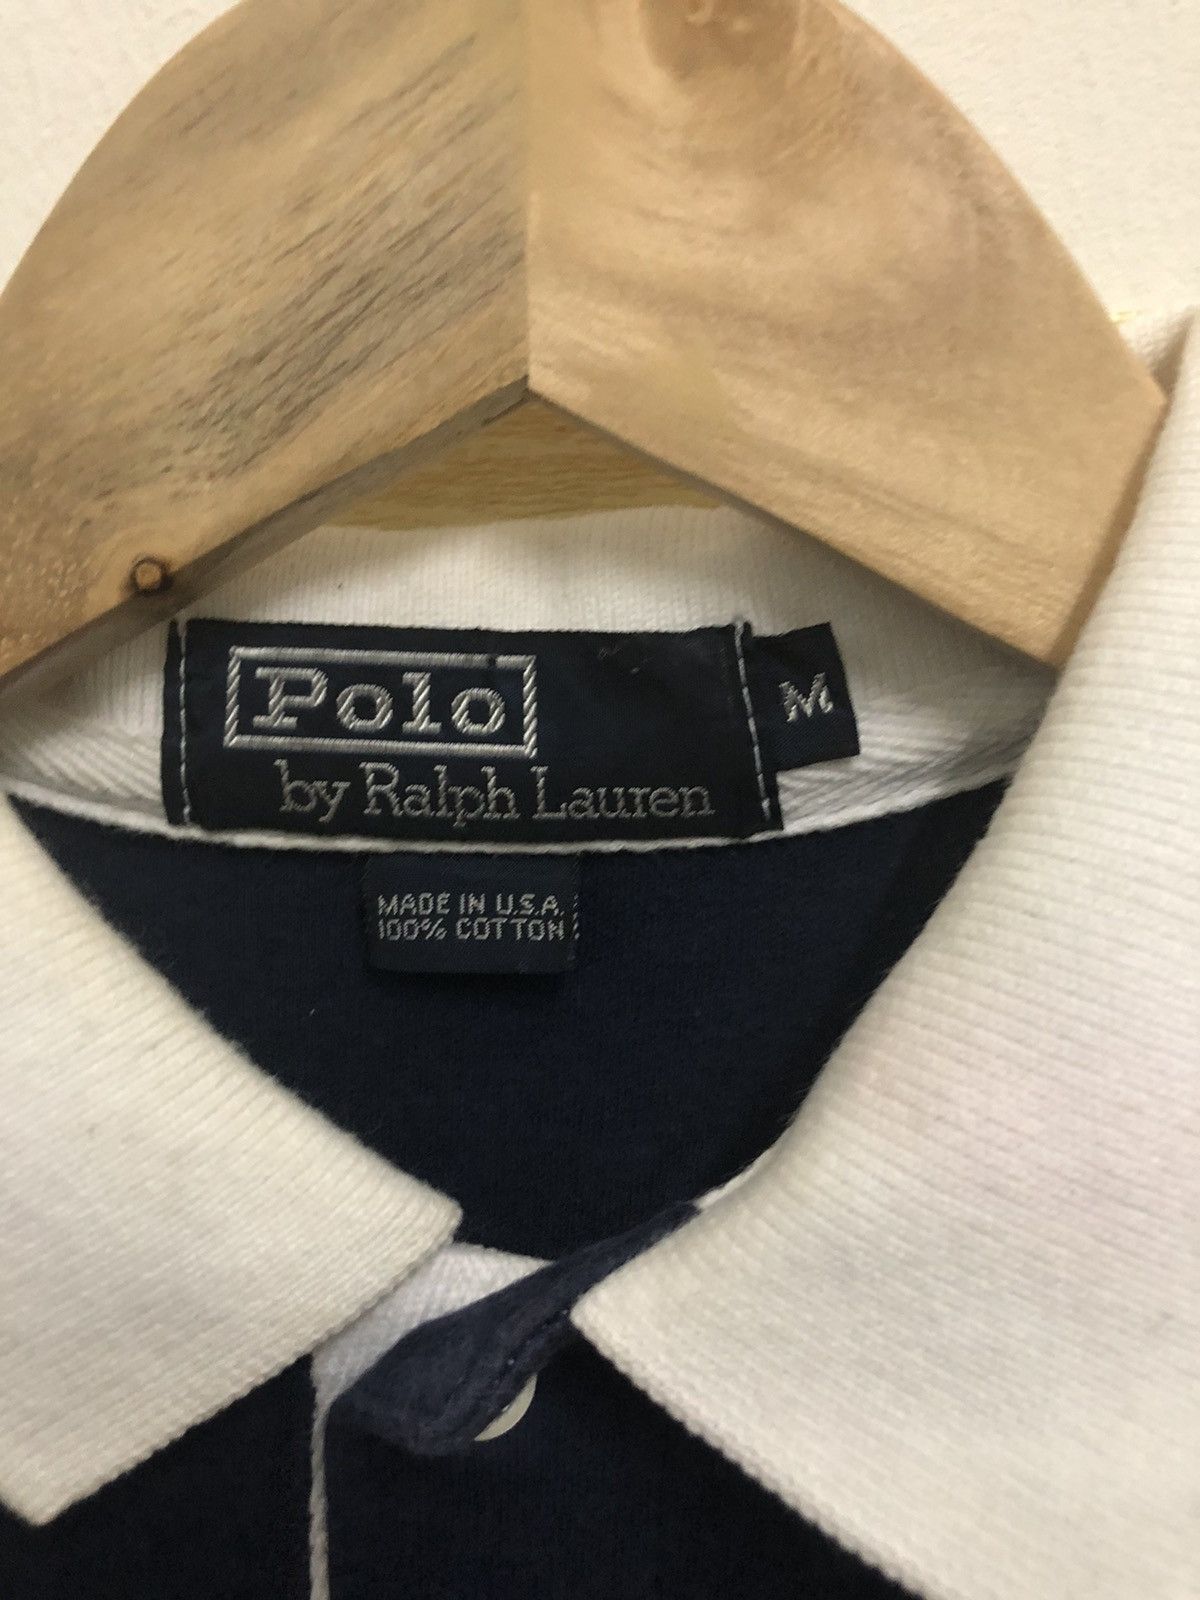 Polo
by Ralph Lauren
M
MADE IN U.S.A.
100% COTTON